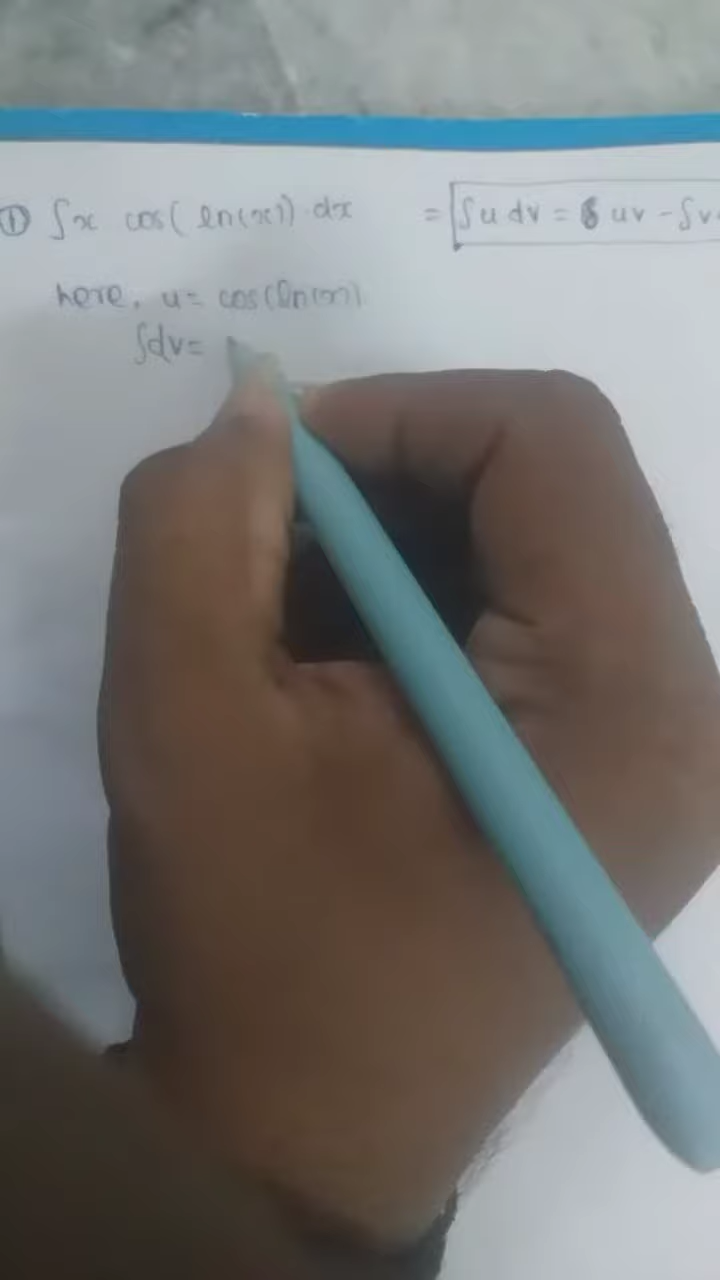 ① ∫x cos(ln(x)) dx = ∫u dv = uv - ∫v
here, u = cos(ln(x))
∫dv =